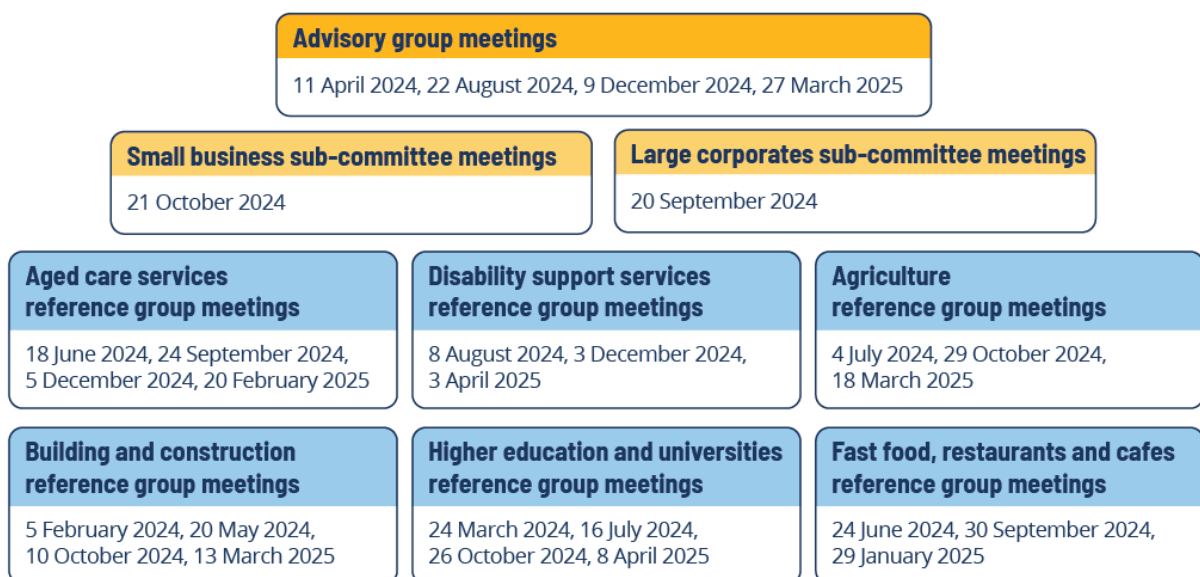 Advisory group meetings
11 April 2024, 22 August 2024, 9 December 2024, 27 March 2025
Small business sub-committee meetings
21 October 2024
Large corporates sub-committee meetings
20 September 2024
Aged care services
reference group meetings
18 June 2024, 24 September 2024,
5 December 2024, 20 February 2025
Disability support services
reference group meetings
8 August 2024, 3 December 2024,
3 April 2025
Agriculture
reference group meetings
4 July 2024, 29 October 2024,
18 March 2025
Building and construction
reference group meetings
5 February 2024, 20 May 2024,
10 October 2024, 13 March 2025
Higher education and universities
reference group meetings
24 March 2024, 16 July 2024,
26 October 2024, 8 April 2025
Fast food, restaurants and cafes
reference group meetings
24 June 2024, 30 September 2024,
29 January 2025